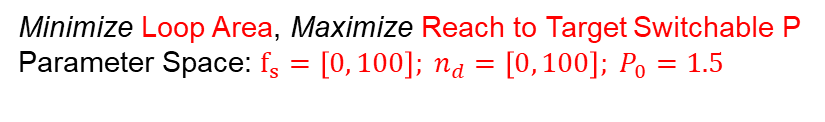 Minimize Loop Area, Maximize Reach to Target Switchable P
Parameter Space: fₛ = [0, 100]; n_d = [0, 100]; P₀ = 1.5